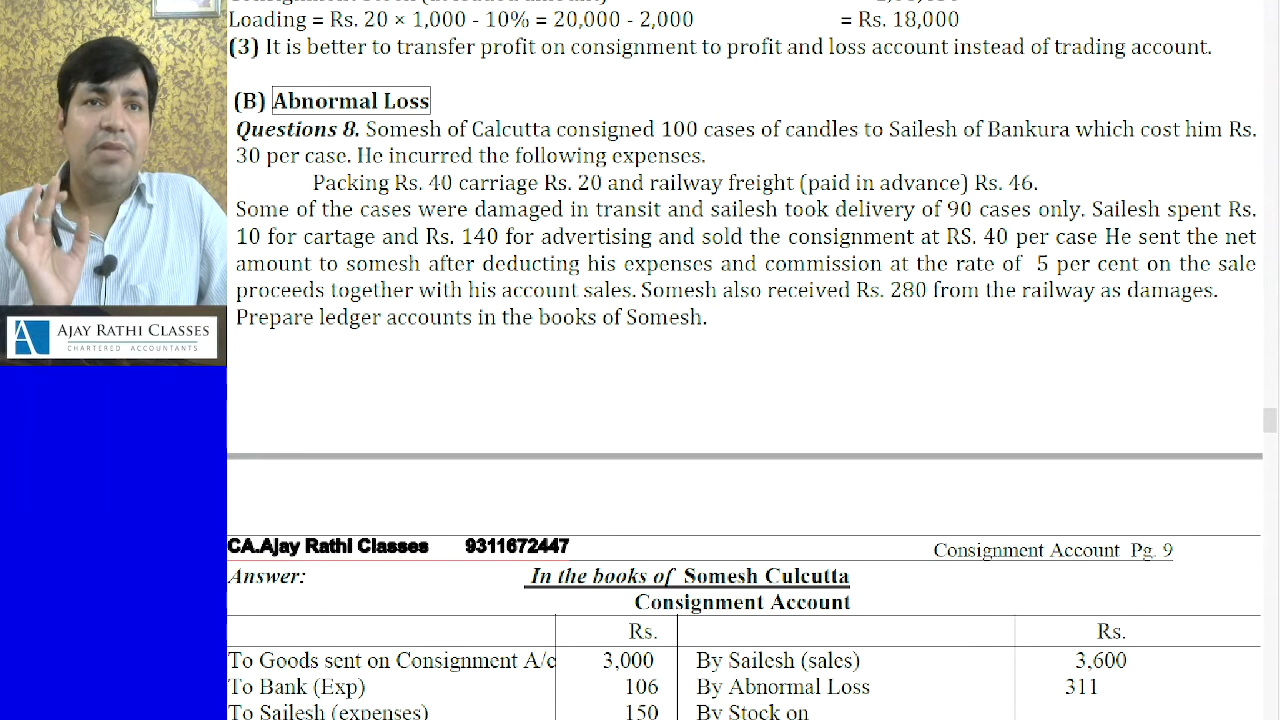 Loading = Rs. 20 × 1,000 - 10% = 20,000 - 2,000 = Rs. 18,000
(3) It is better to transfer profit on consignment to profit and loss account instead of trading account.
(B) Abnormal Loss
Questions 8. Somesh of Calcutta consigned 100 cases of candles to Sailesh of Bankura which cost him Rs.
30 per case. He incurred the following expenses.
Packing Rs. 40 carriage Rs. 20 and railway freight (paid in advance) Rs. 46.
Some of the cases were damaged in transit and sailesh took delivery of 90 cases only. Sailesh spent Rs.
10 for cartage and Rs. 140 for advertising and sold the consignment at RS. 40 per case He sent the net
amount to somesh after deducting his expenses and commission at the rate of 5 per cent on the sale
proceeds together with his account sales. Somesh also received Rs. 280 from the railway as damages.
Prepare ledger accounts in the books of Somesh.
AJAY RATHI CLASSES
CHARTERED ACCOUNTANTS
CA.Ajay Rathi Classes 9311672447
Consignment Account Pg. 9
Answer: In the books of Somesh Culcutta
Consignment Account
Rs. Rs.
To Goods sent on Consignment A/c 3,000 By Sailesh (sales) 3,600
To Bank (Exp) 106 By Abnormal Loss 311
To Sailesh (expenses) 150 By Stock on